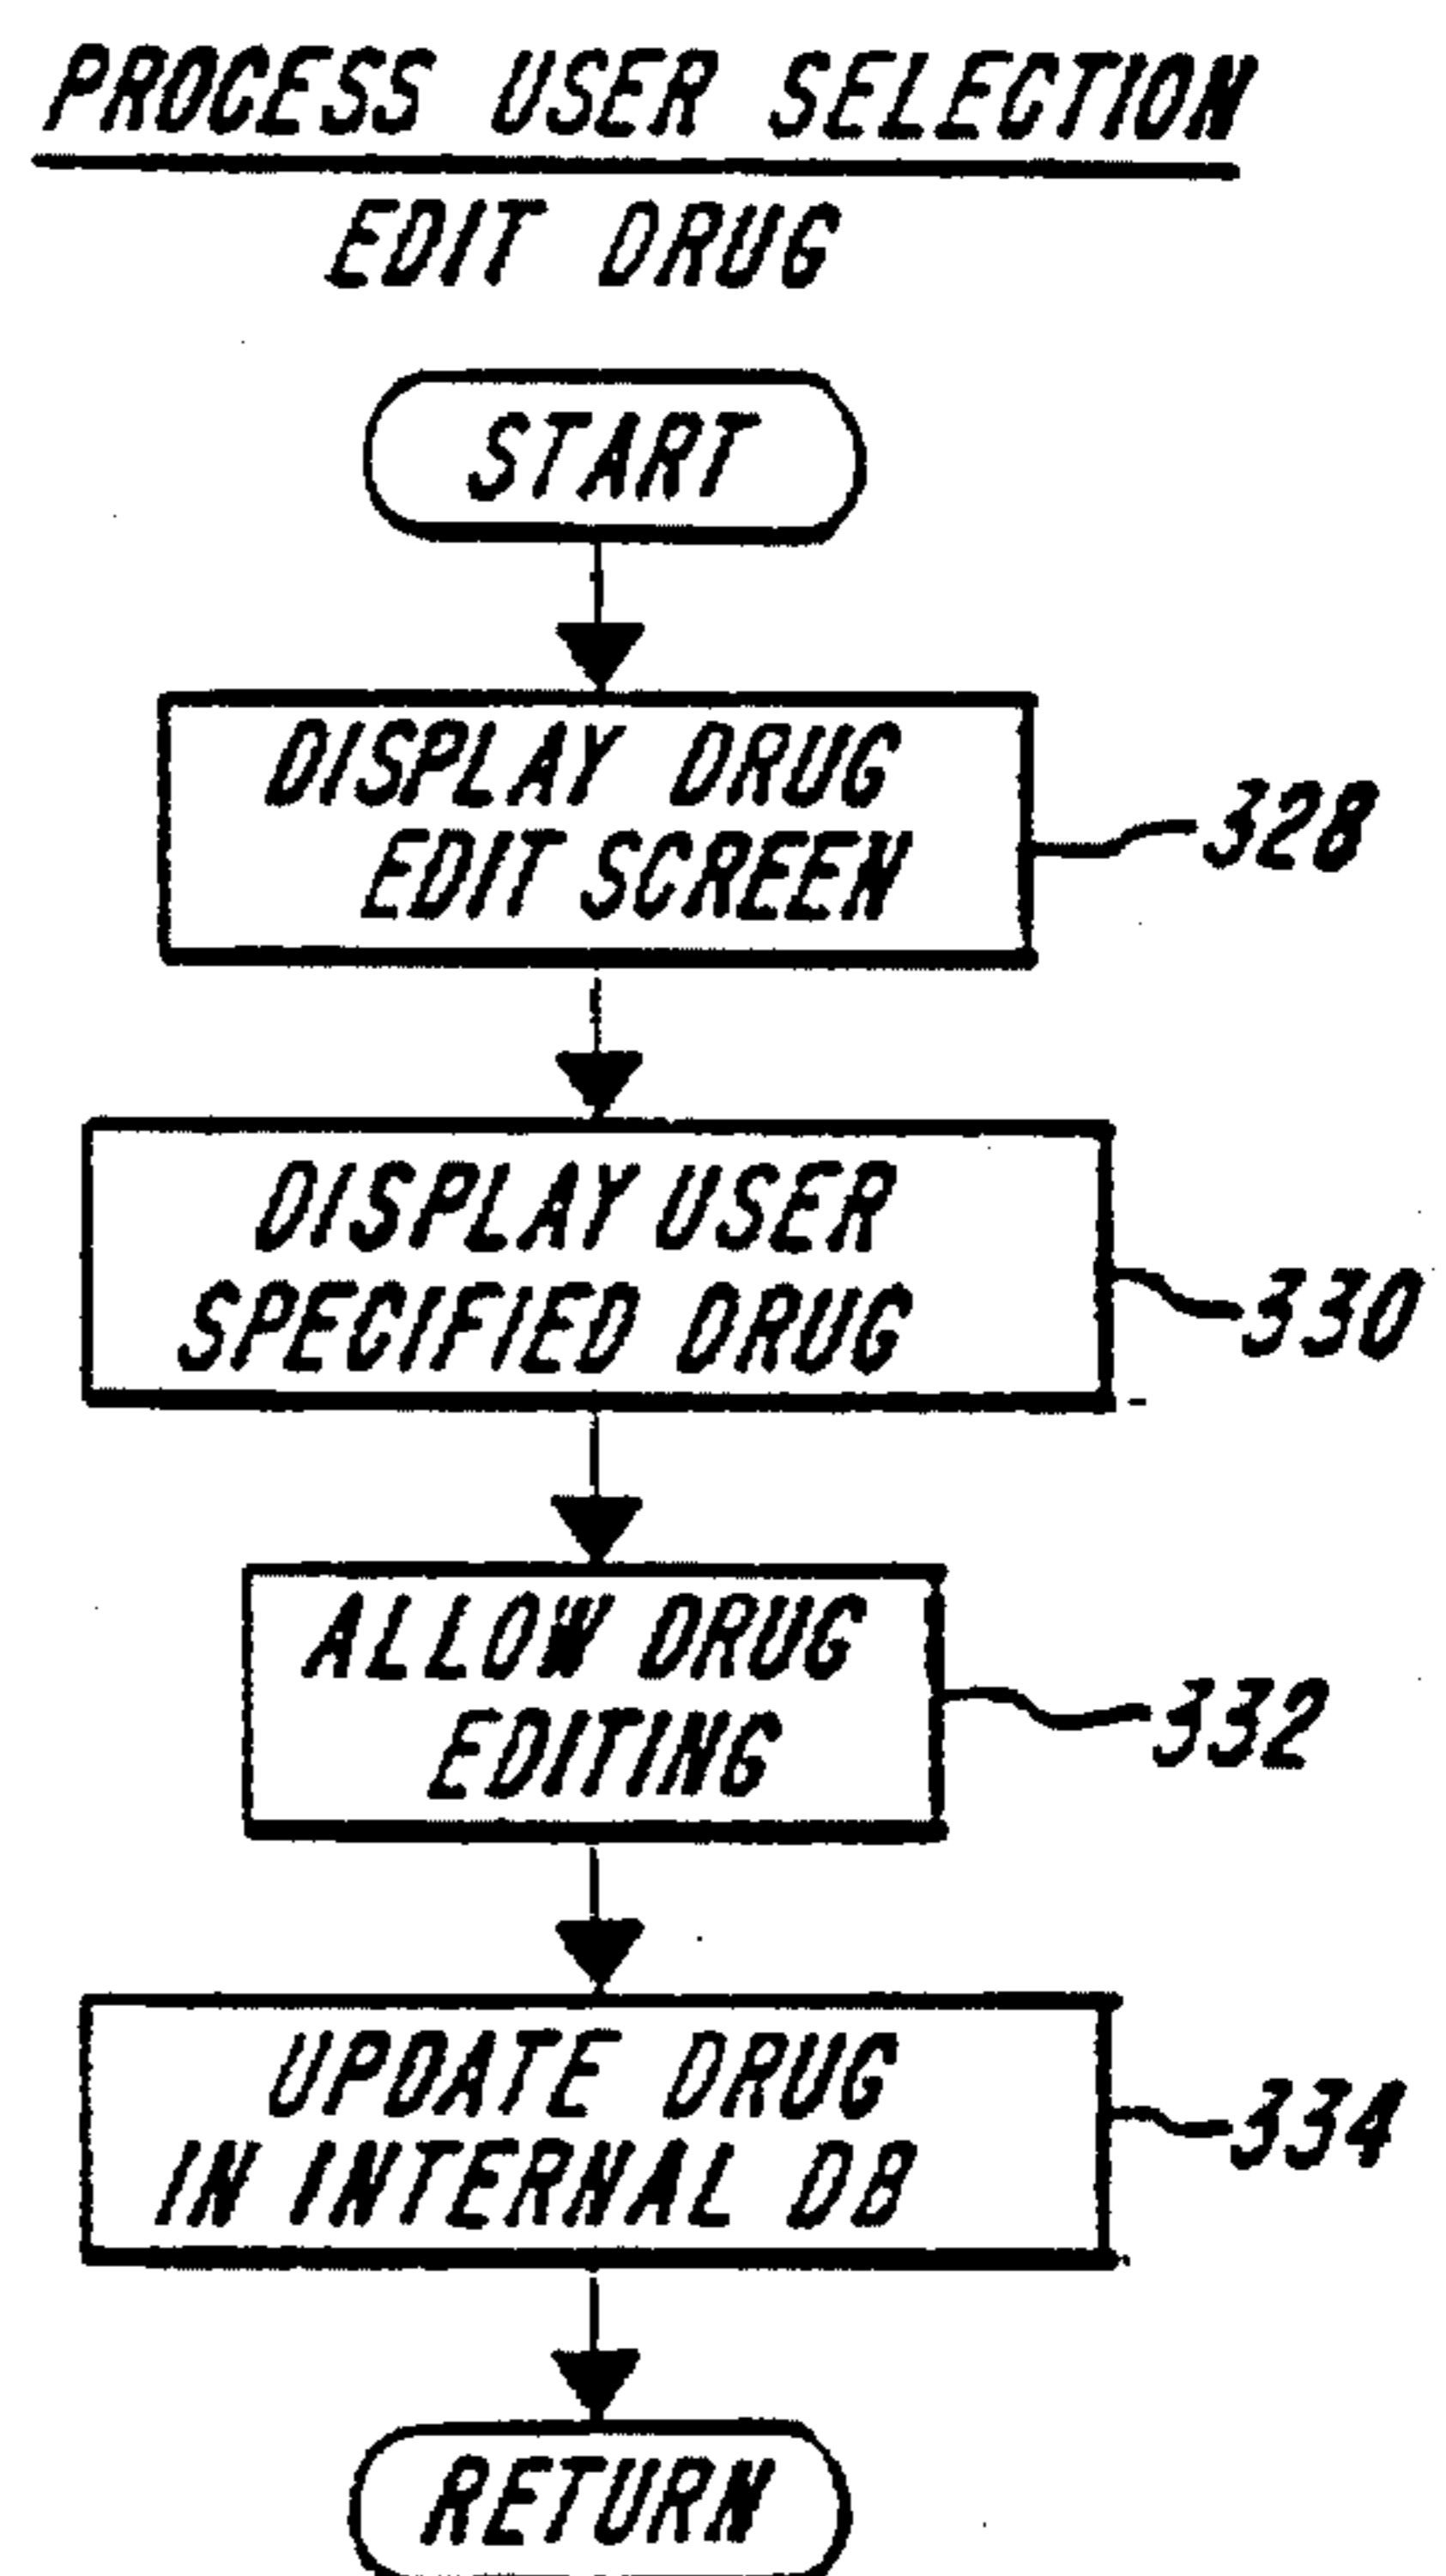 PROCESS USER SELECTION
EDIT DRUG
START
DISPLAY DRUG
EDIT SCREEN
328
DISPLAY USER
SPECIFIED DRUG
330
ALLOW DRUG
EDITING
332
UPDATE DRUG
IN INTERNAL DB
334
RETURN